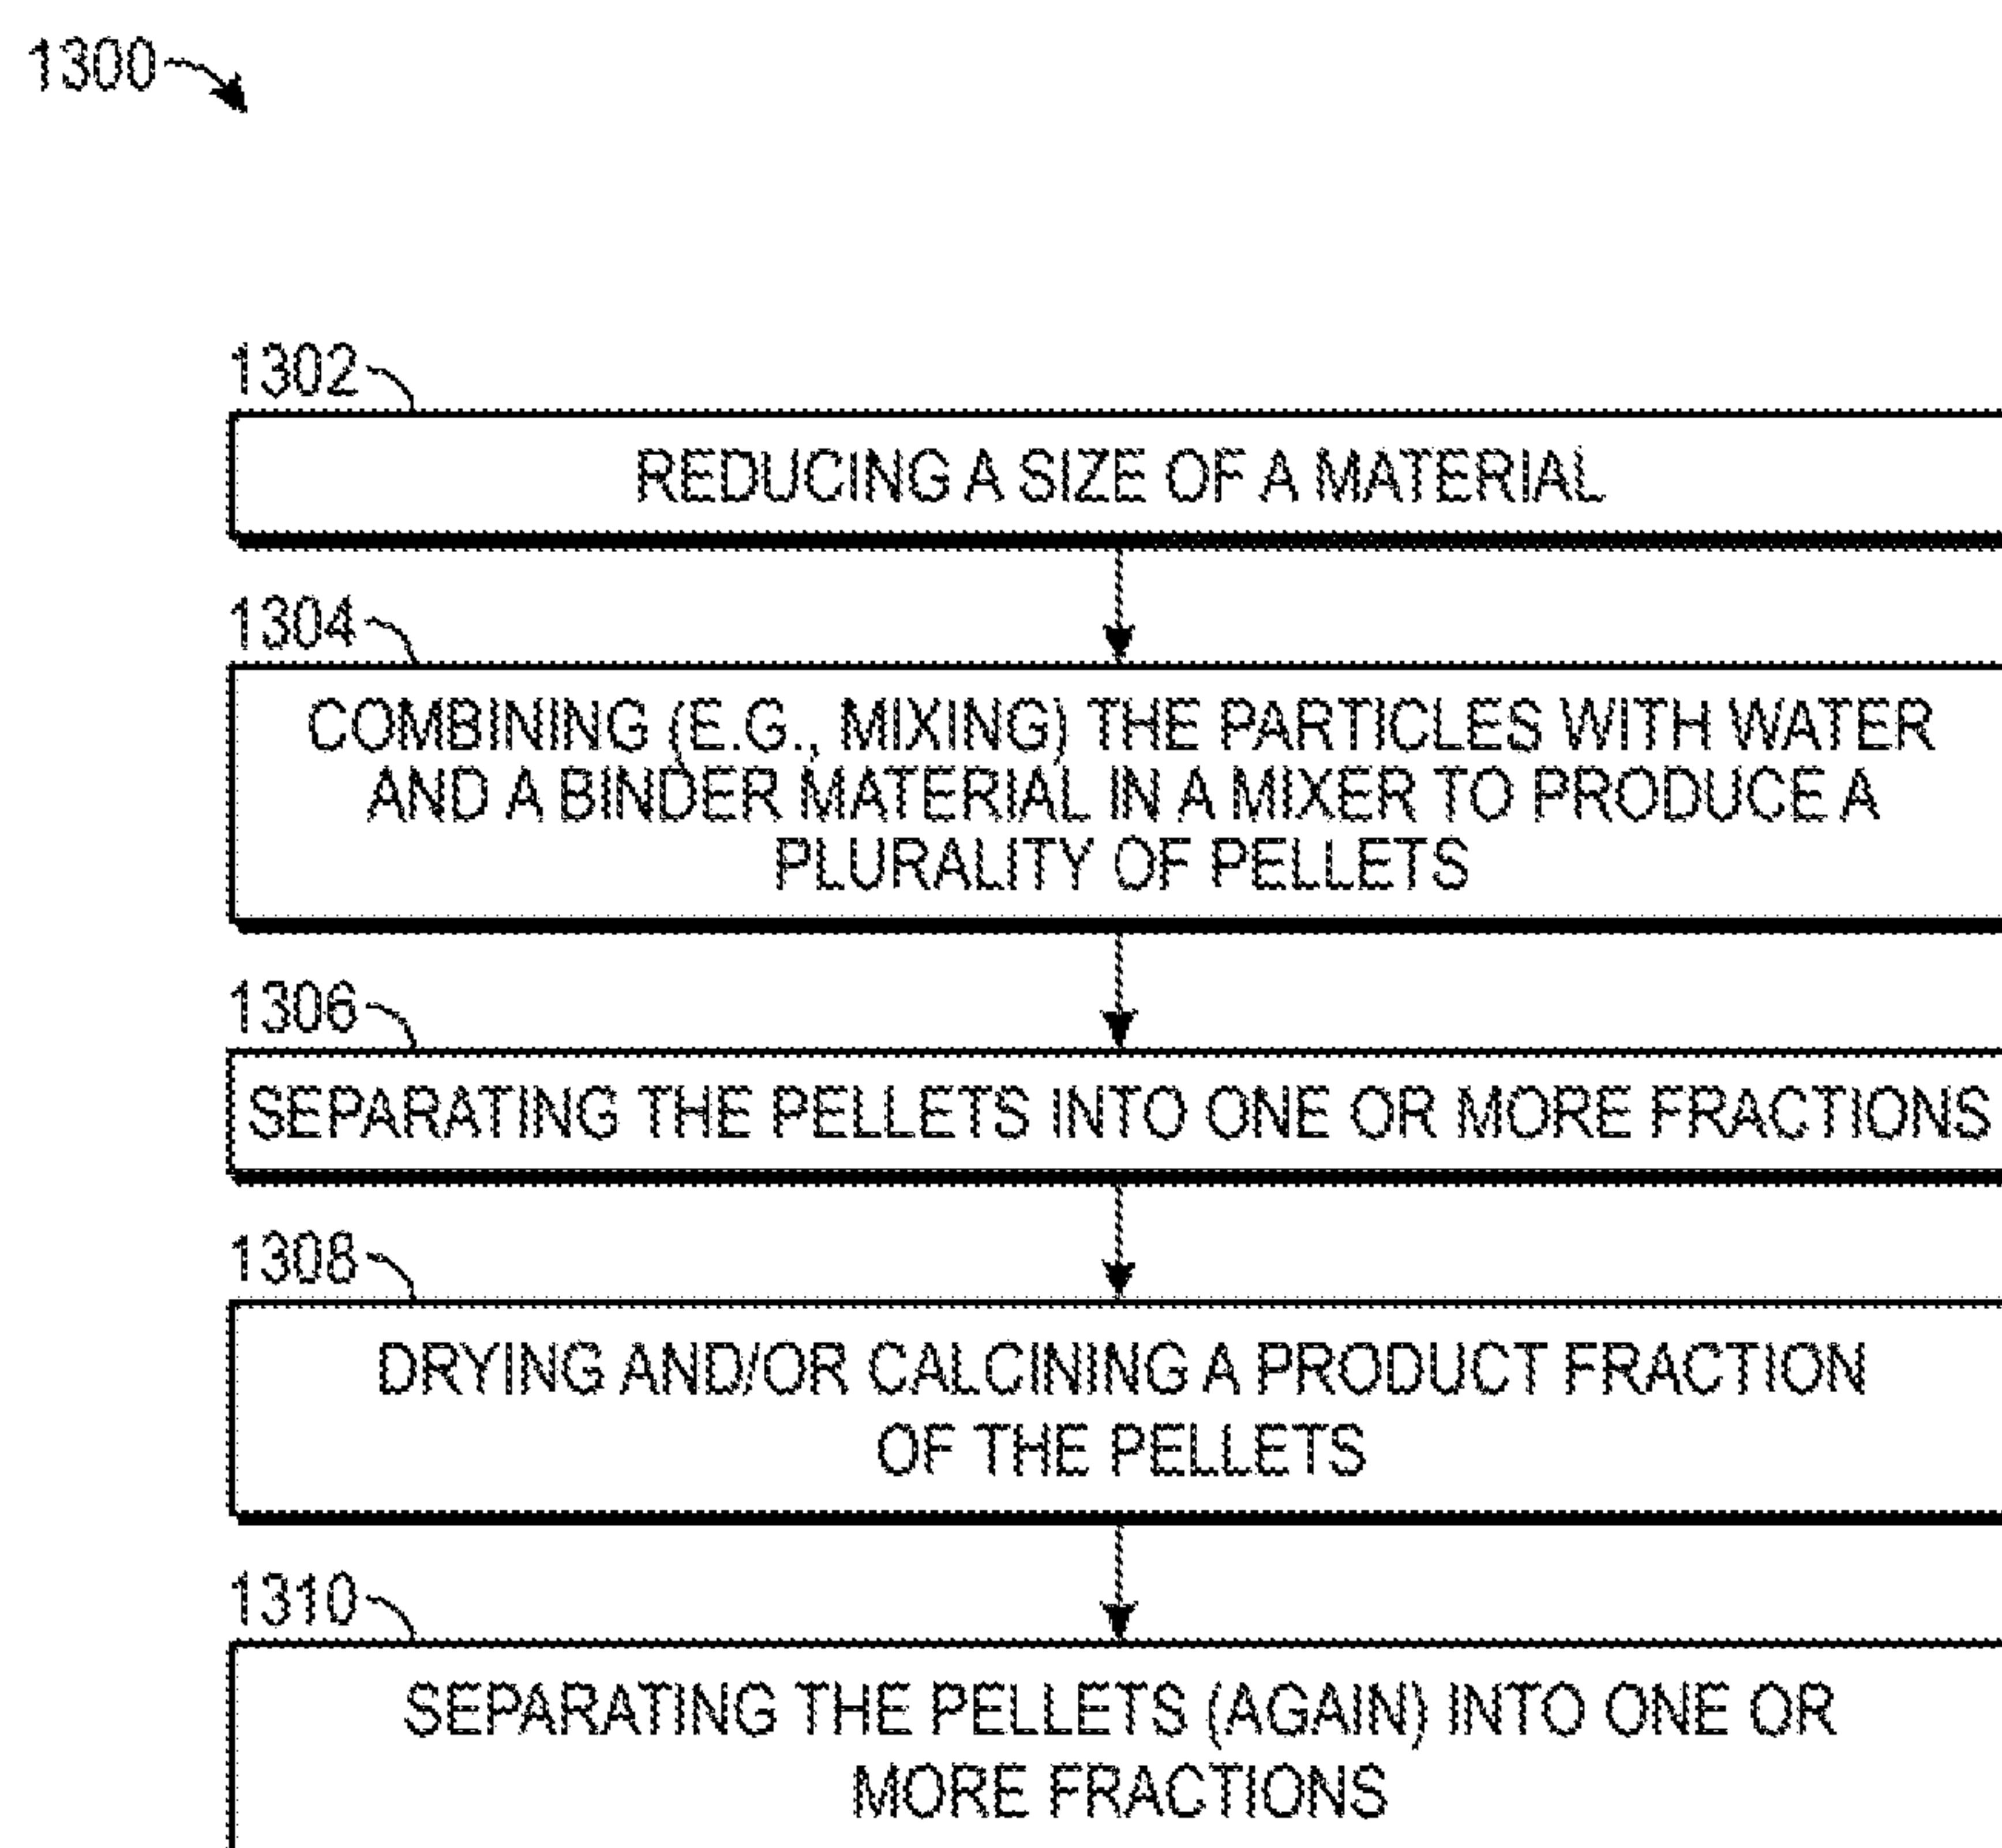 1300
1302
REDUCING A SIZE OF A MATERIAL
1304
COMBINING (E.G., MIXING) THE PARTICLES WITH WATER
AND A BINDER MATERIAL IN A MIXER TO PRODUCE A
PLURALITY OF PELLETS
1306
SEPARATING THE PELLETS INTO ONE OR MORE FRACTIONS
1308
DRYING AND/OR CALCINING A PRODUCT FRACTION
OF THE PELLETS
1310
SEPARATING THE PELLETS (AGAIN) INTO ONE OR
MORE FRACTIONS